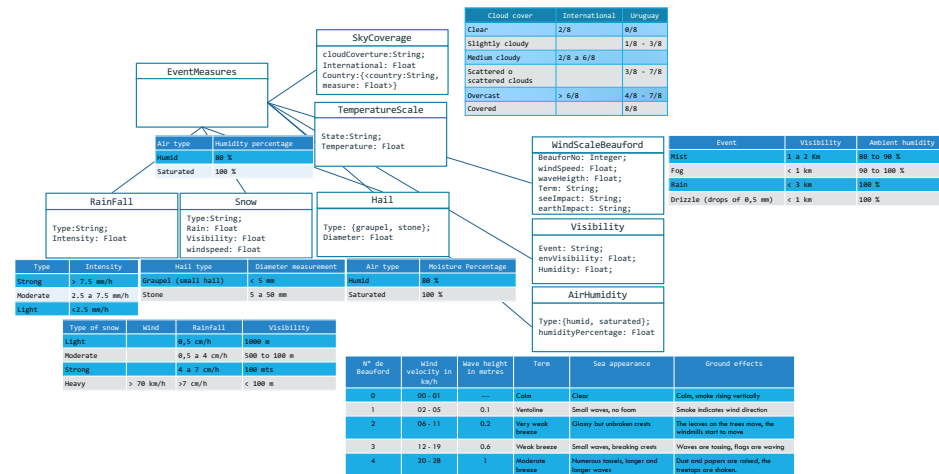 Cloud cover International Uruguay
Clear 2/8 0/8
Slightly cloudy 1/8 - 3/8
Medium cloudy 2/8 a 6/8
Scattered o
scattered clouds 3/8 - 7/8
Overcast > 6/8 4/8 - 7/8
Covered 8/8
SkyCoverage
cloudCoverture:String;
International: Float
Country:{<country:String,
measure: Float>}
EventMeasures
TemperatureScale
State:String;
Temperature: Float
Air type Humidity percentage
Humid 80 %
Saturated 100 %
WindScaleBeauford
BeauforNo: Integer;
windSpeed: Float;
waveHeigth: Float;
Term: String;
seeImpact: String;
earthImpact: String;
Event Visibility Ambient humidity
Mist 1 a 2 Km 80 to 90 %
Fog < 1 km 90 to 100 %
Rain < 3 km 100 %
Drizzle (drops of 0,5 mm) < 1 km 100 %
RainFall
Type:String;
Intensity: Float
Snow
Type:String;
Rain: Float
Visibility: Float
windspeed: Float
Hail
Type: {graupel, stone};
Diameter: Float
Visibility
Event: String;
envVisibility: Float;
Humidity: Float;
Type Intensity
Strong > 7.5 mm/h
Moderate 2.5 a 7.5 mm/h
Light <2.5 mm/h
Hail type Diameter measurement
Graupel (small hail) < 5 mm
Stone 5 a 50 mm
Air type Moisture Percentage
Humid 80 %
Saturated 100 %
AirHumidity
Type:{humid, saturated};
humidityPercentage: Float
Type of snow Wind Rainfall Visibility
Light 0,5 cm/h 1000 m
Moderate 0,5 a 4 cm/h 500 to 100 m
Strong 4 a 7 cm/h 100 mts
Heavy > 70 km/h >7 cm/h < 100 m
N° de
Beauford Wind
velocity in
km/h Wave height
in metres Term Sea appearance Ground effects
0 00 - 01 --- Calm Clear Calm, smoke rising vertically
1 02 - 05 0.1 Ventoline Small waves, no foam Smoke indicates wind direction
2 06 - 11 0.2 Very weak
breeze Glassy but unbroken crests The leaves on the trees move, the
windmills start to move
3 12 - 19 0.6 Weak breeze Small waves, breaking crests Waves are tossing, flags are waving
4 20 - 28 1 Moderate
breeze Numerous tassels, longer and
longer waves Dust and papers are raised, the
treetops are shaken.